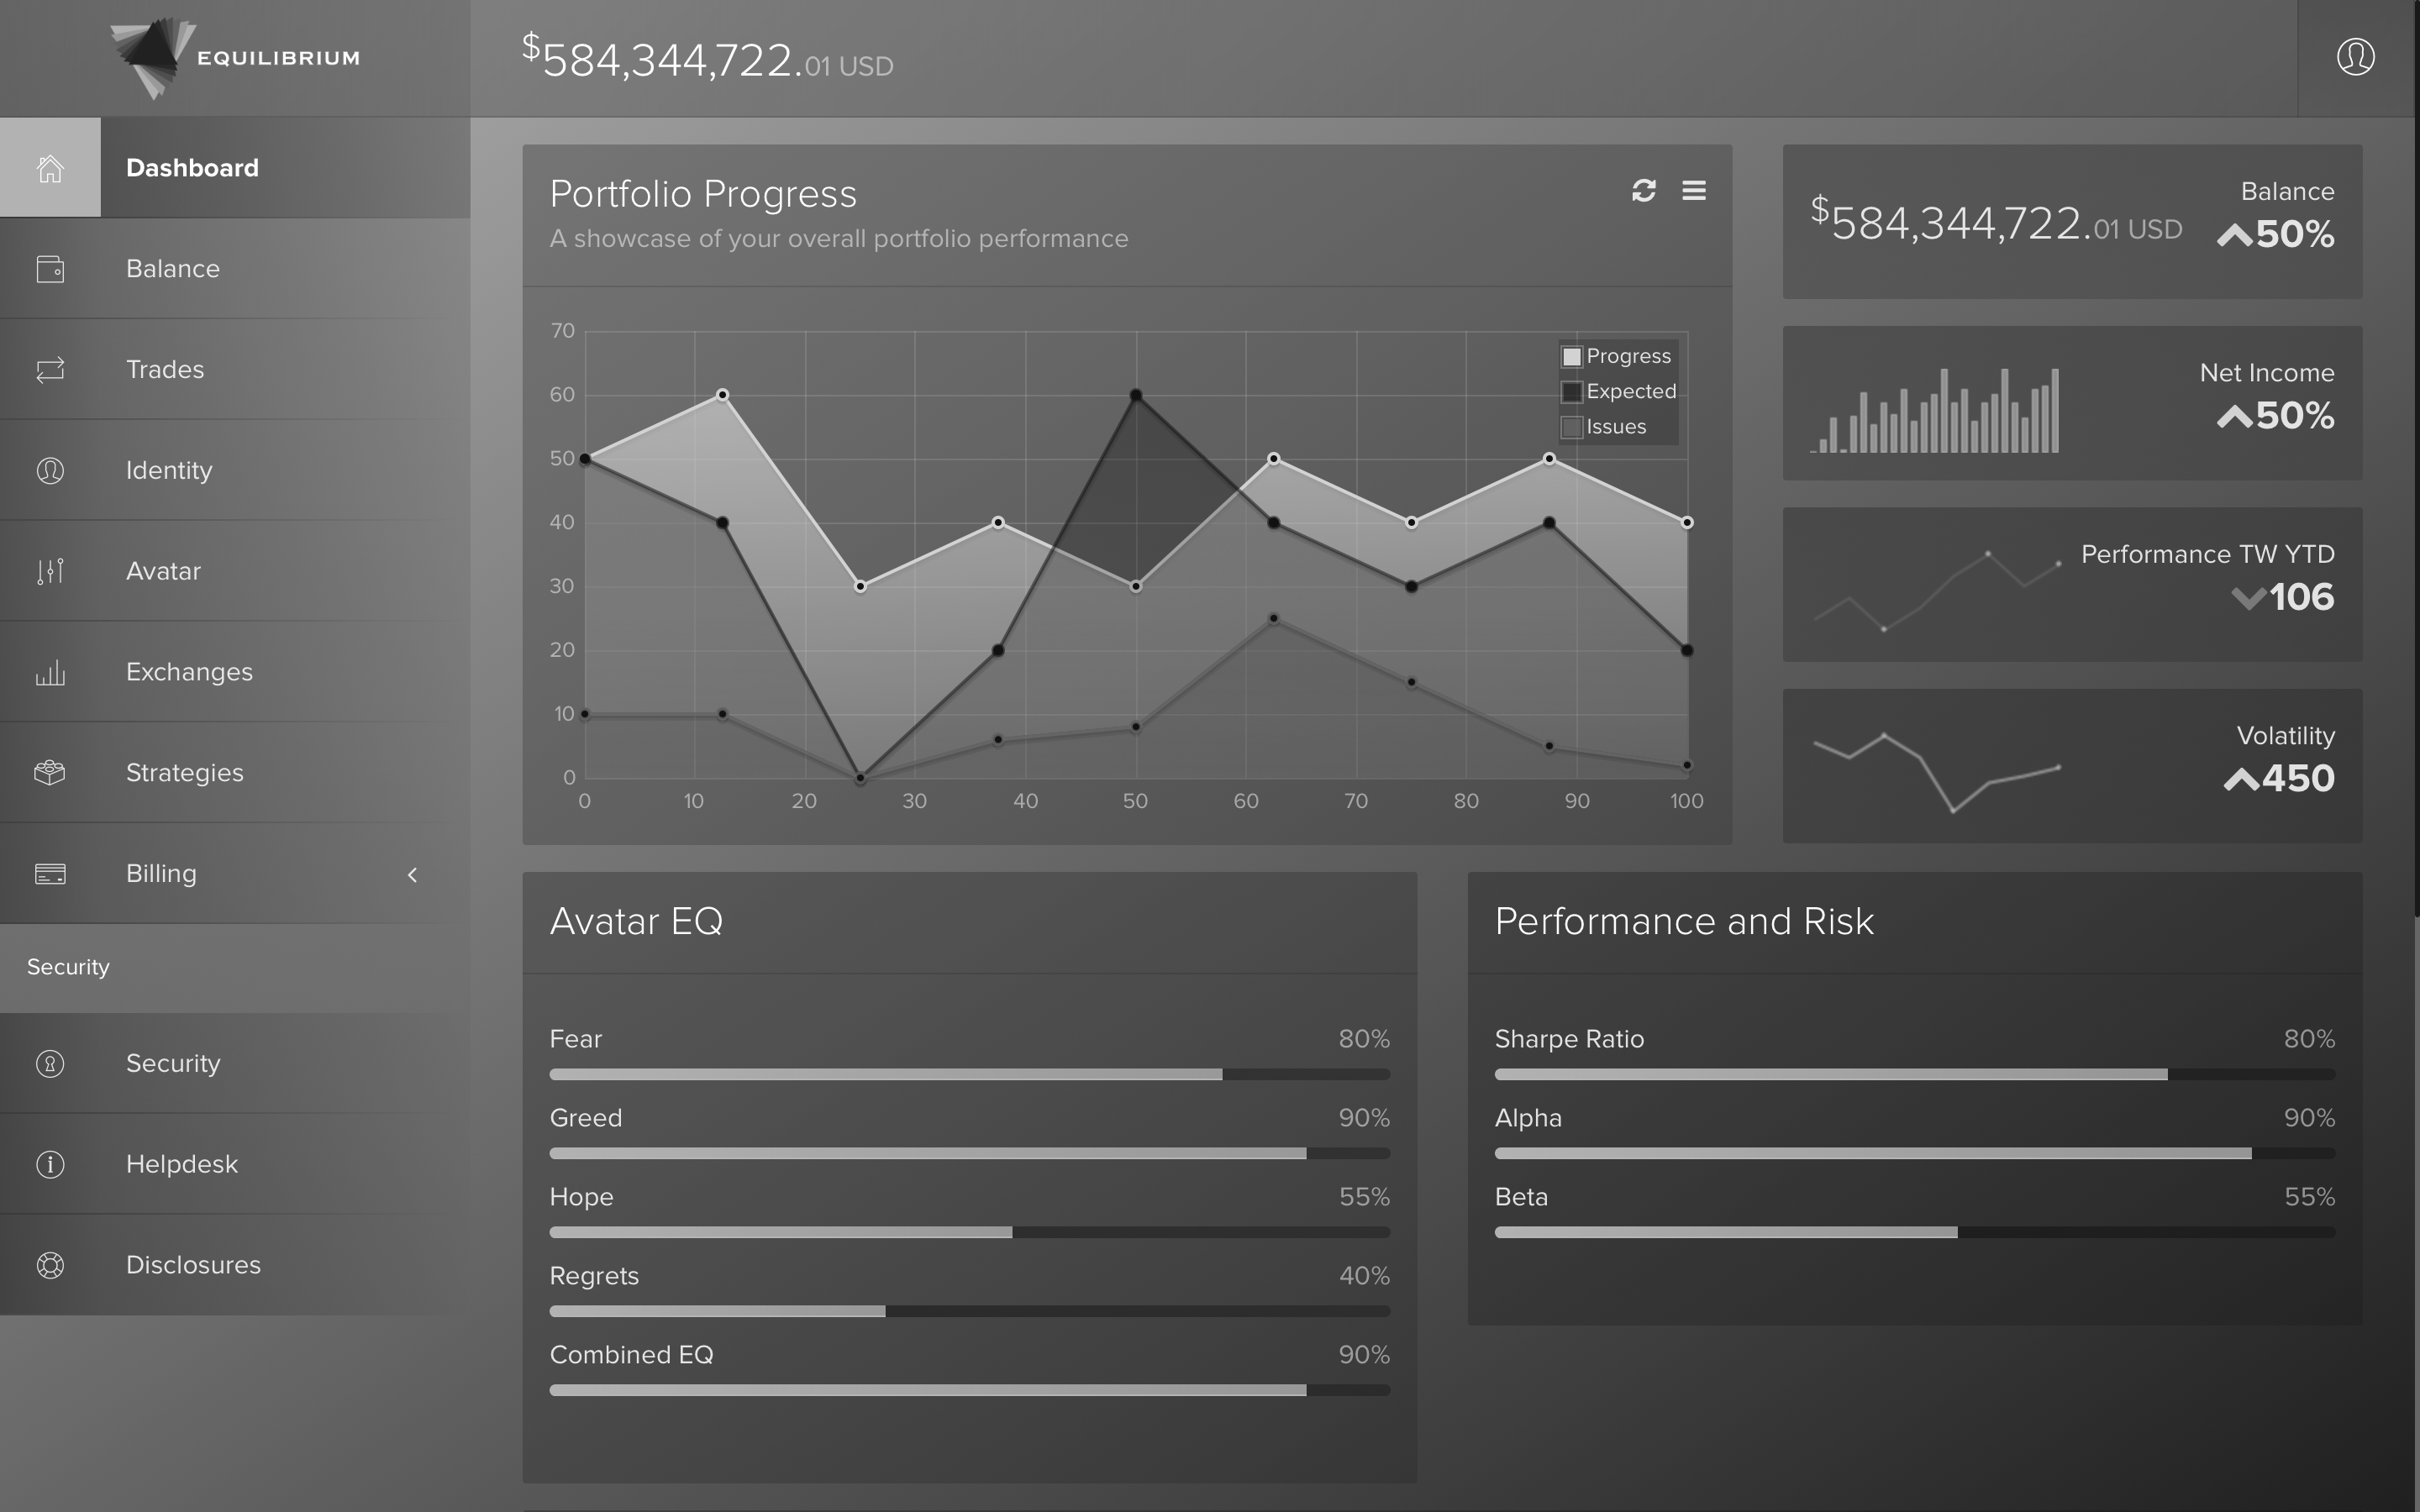 EQUILIBRIUM
$584,344,722.01 USD
Dashboard
Balance
Trades
Identity
Avatar
Exchanges
Strategies
Billing
Security
Security
Helpdesk
Disclosures
Portfolio Progress
A showcase of your overall portfolio performance
70
60
50
40
30
20
10
0
0 10 20 30 40 50 60 70 80 90 100
Progress
Expected
Issues
$584,344,722.01 USD
Balance
50%
Net Income
50%
Performance TW YTD
106
Volatility
450
Avatar EQ
Fear 80%
Greed 90%
Hope 55%
Regrets 40%
Combined EQ 90%
Performance and Risk
Sharpe Ratio 80%
Alpha 90%
Beta 55%